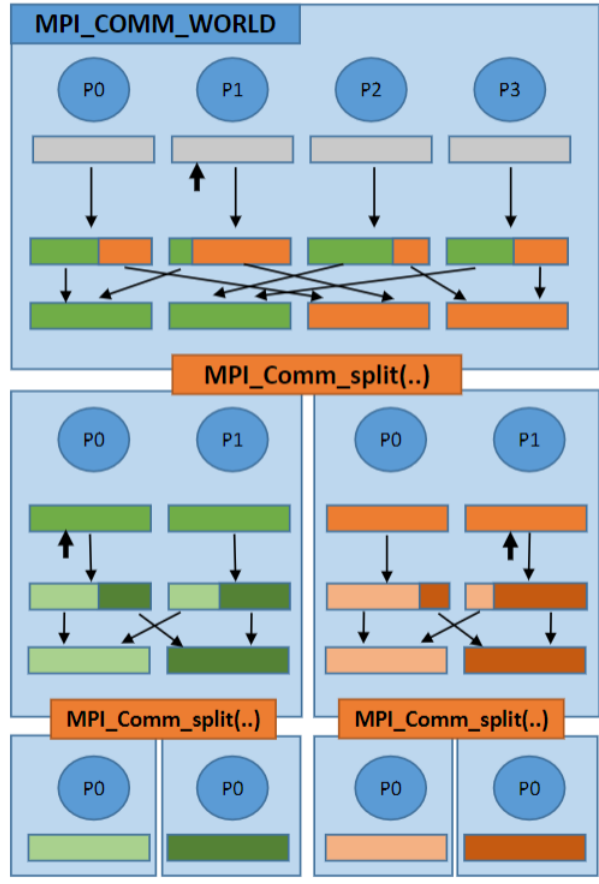 MPI_COMM_WORLD
P0 P1 P2 P3
MPI_Comm_split(..)
P0 P1 P0 P1
MPI_Comm_split(..) MPI_Comm_split(..)
P0 P0 P0 P0